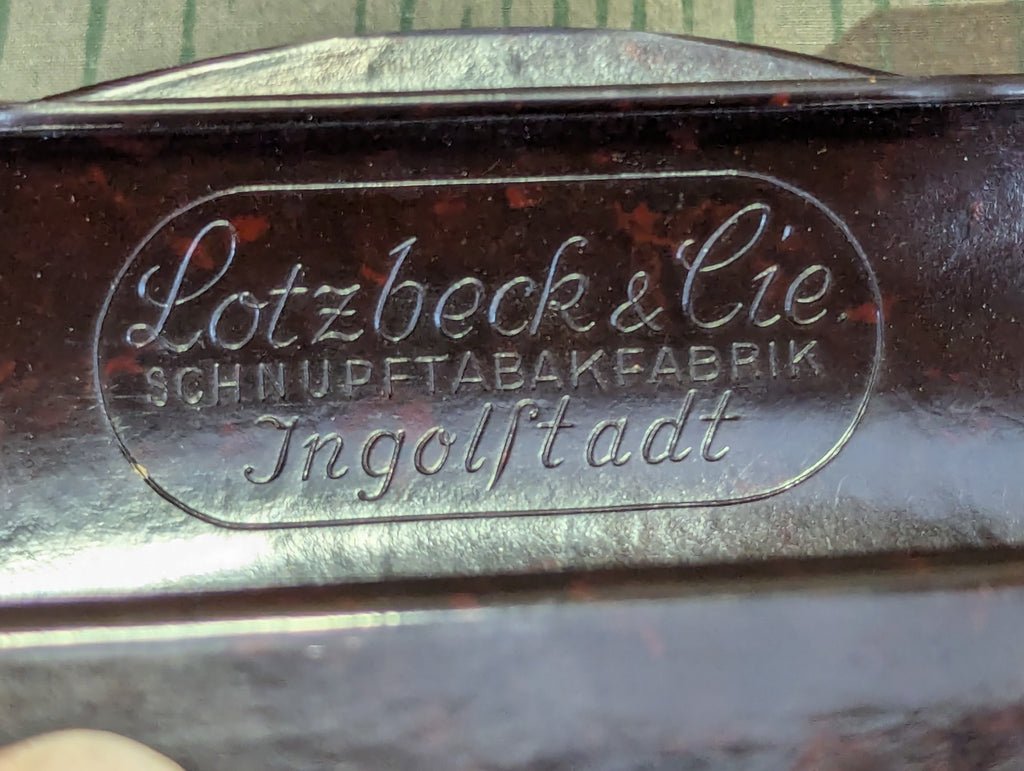 Lotzbeck & Cie.
SCHNUPFTABAKFABRIK
Ingolſtadt